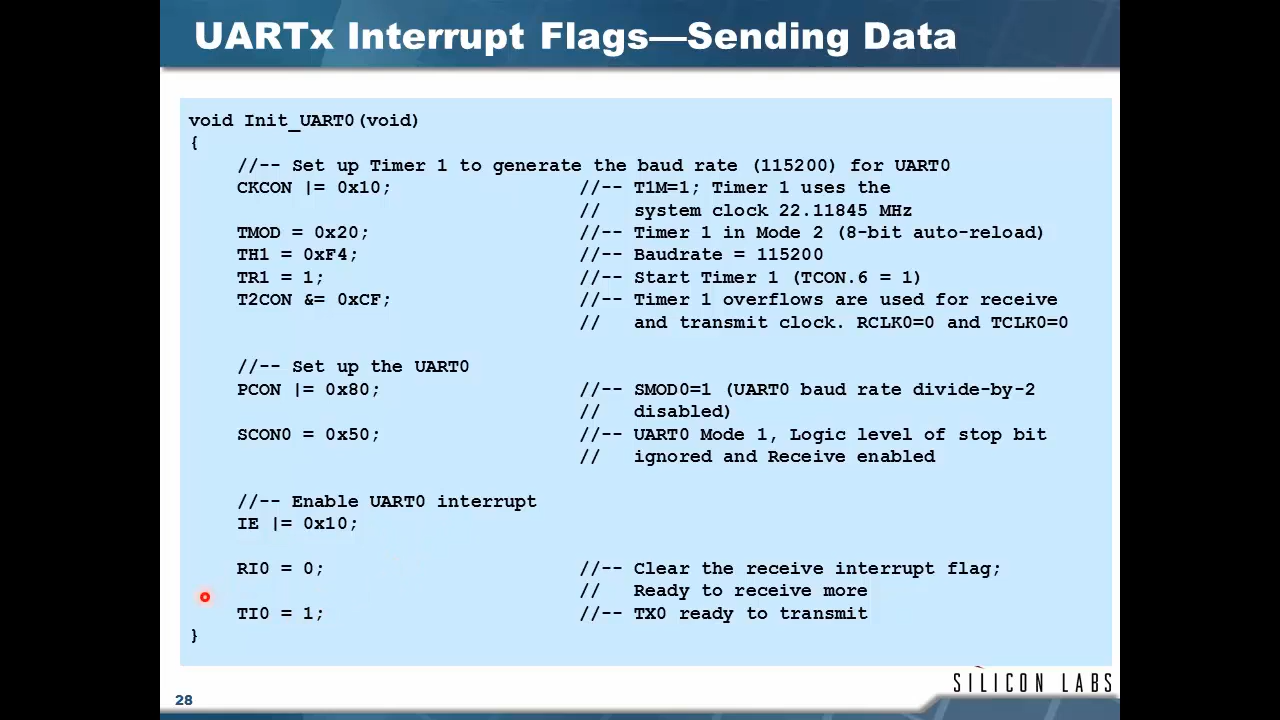 UARTx Interrupt Flags—Sending Data
void Init_UART0(void)
{
//-- Set up Timer 1 to generate the baud rate (115200) for UART0
CKCON |= 0x10; //-- T1M=1; Timer 1 uses the
// system clock 22.11845 MHz
TMOD = 0x20; //-- Timer 1 in Mode 2 (8-bit auto-reload)
TH1 = 0xF4; //-- Baudrate = 115200
TR1 = 1; //-- Start Timer 1 (TCON.6 = 1)
T2CON &= 0xCF; //-- Timer 1 overflows are used for receive
// and transmit clock. RCLK0=0 and TCLK0=0
//-- Set up the UART0
PCON |= 0x80; //-- SMOD0=1 (UART0 baud rate divide-by-2
// disabled)
SCON0 = 0x50; //-- UART0 Mode 1, Logic level of stop bit
// ignored and Receive enabled
//-- Enable UART0 interrupt
IE |= 0x10;
RI0 = 0; //-- Clear the receive interrupt flag;
// Ready to receive more
TI0 = 1; //-- TX0 ready to transmit
}
SILICON LABS
28